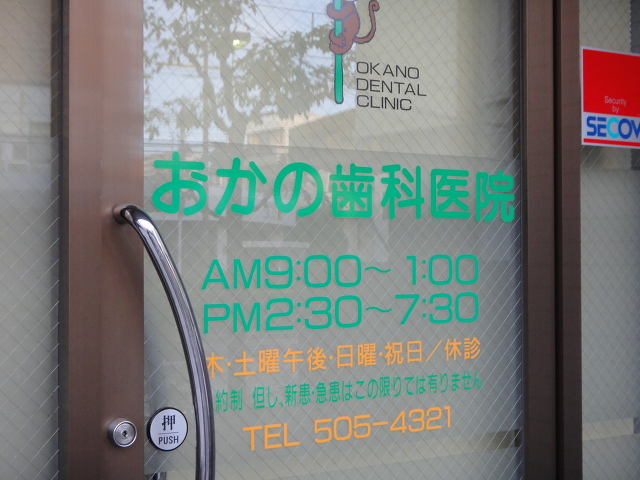 OKANO
DENTAL
CLINIC
Security
by
SECOM
おかの歯科医院
AM9:00〜1:00
PM2:30〜7:30
木・土曜午後・日曜・祝日／休診
約制 但し、新患・急患はこの限りでは有りません
TEL 505-4321
押
PUSH